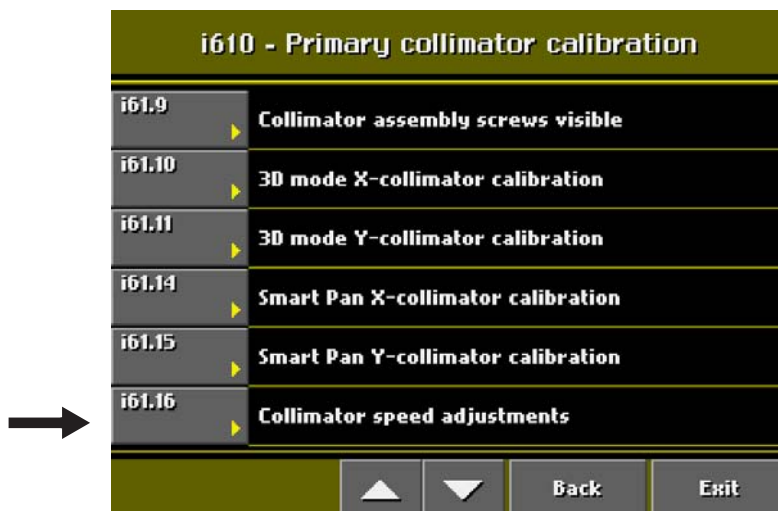 i610 - Primary collimator calibration
i61.9 Collimator assembly screws visible
i61.10 3D mode X-collimator calibration
i61.11 3D mode Y-collimator calibration
i61.14 Smart Pan X-collimator calibration
i61.15 Smart Pan Y-collimator calibration
i61.16 Collimator speed adjustments
Back Exit